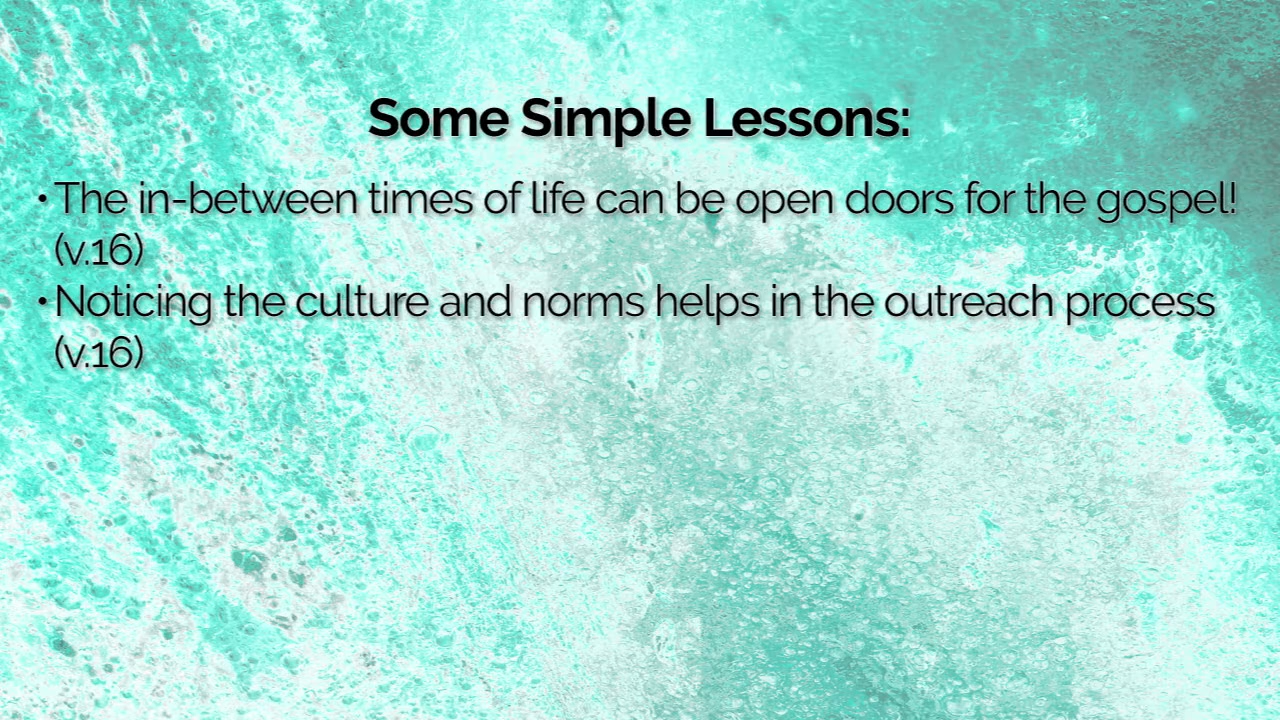 Some Simple Lessons:
• The in-between times of life can be open doors for the gospel!
(v.16)
• Noticing the culture and norms helps in the outreach process
(v.16)